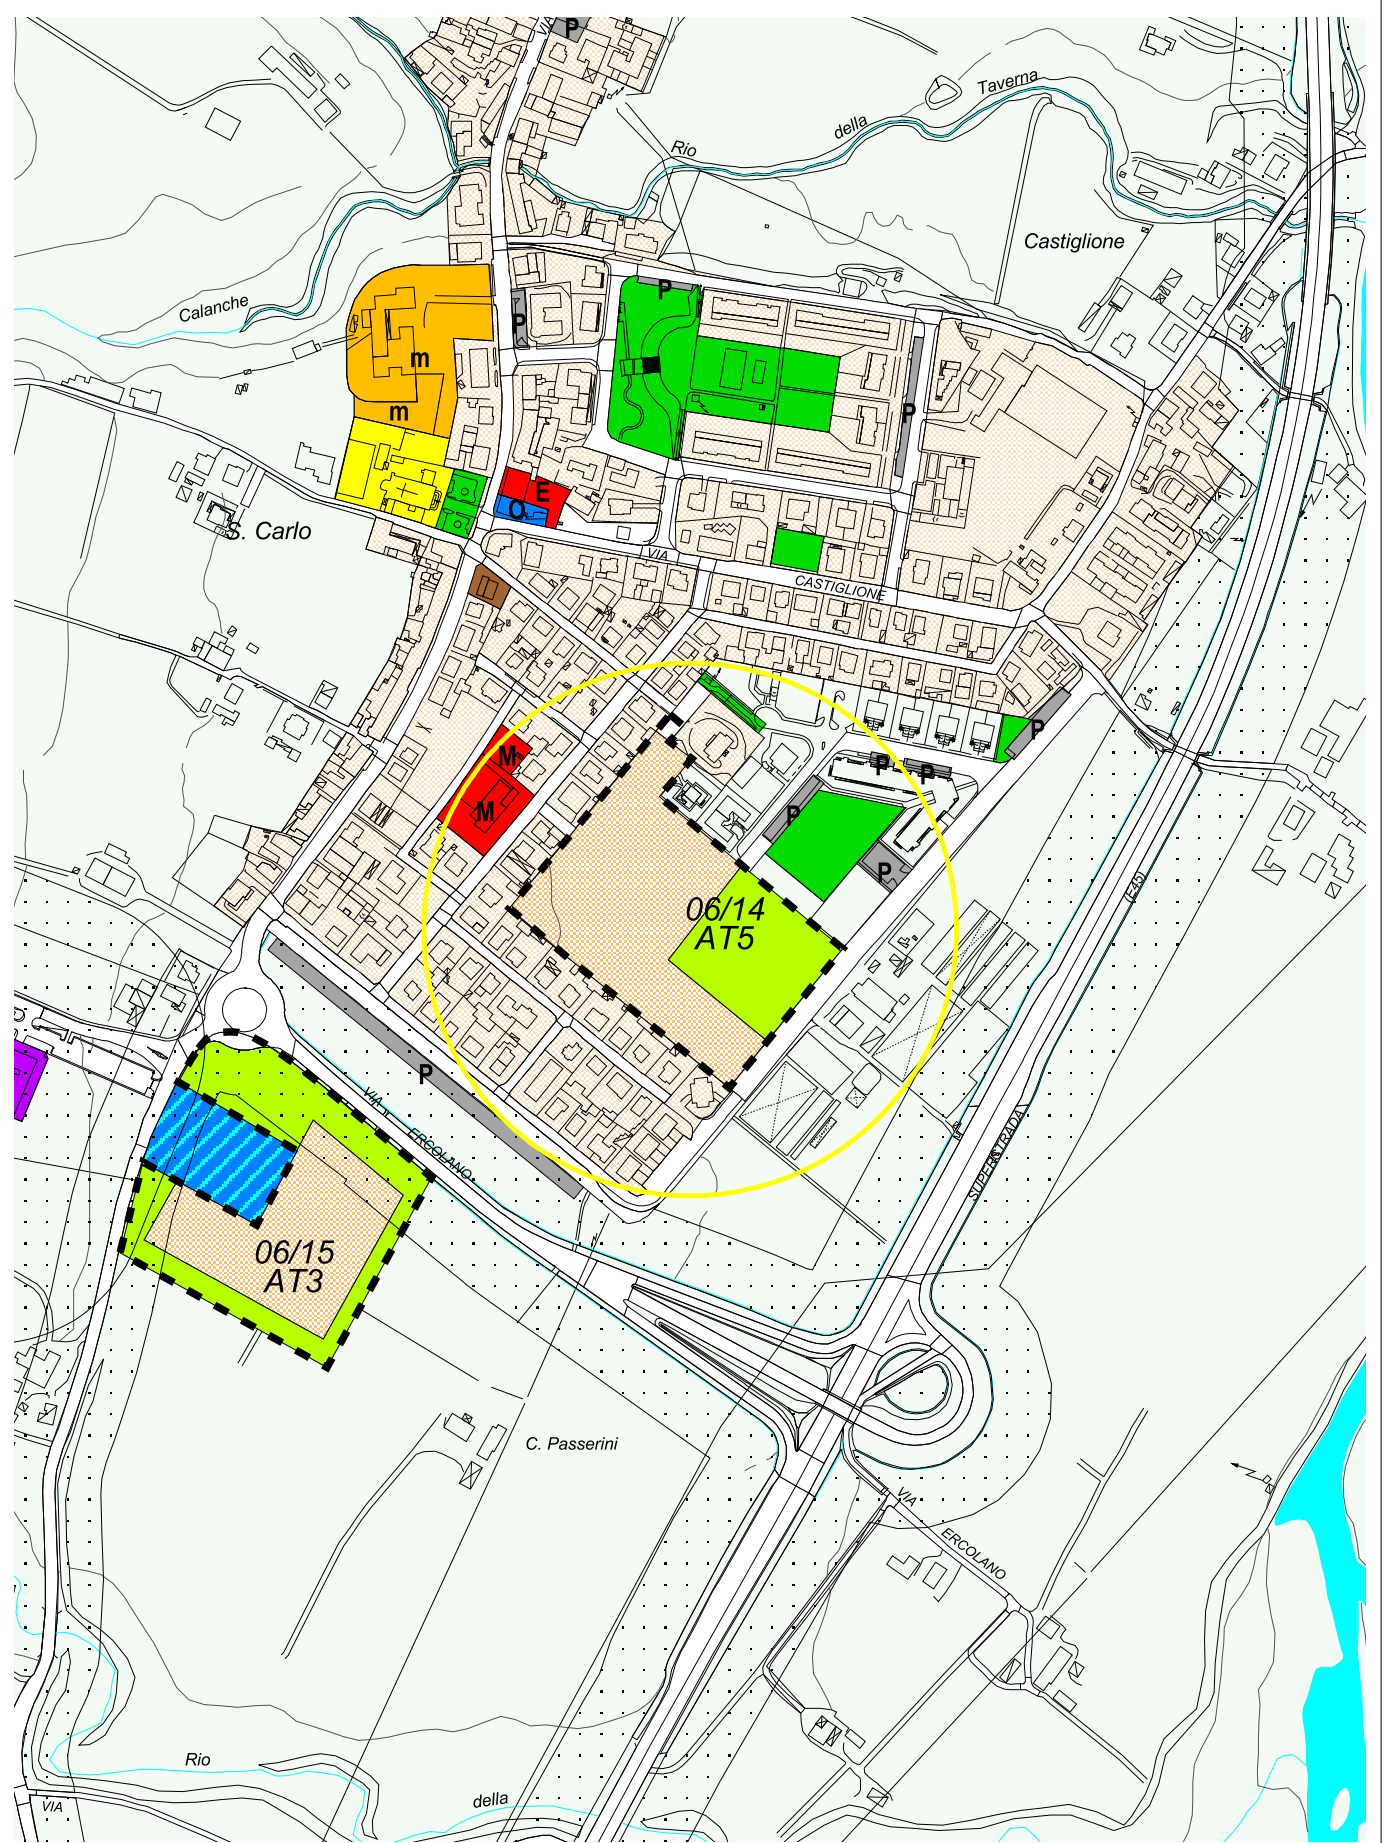 P
VIA
Taverna
della
Rio
Castiglione
Calanche
P
P
m
m
P
E
O
S. Carlo
VIA
CASTIGLIONE
P
M
P
P
M
P
P
(E45)
06/14
AT5
P
VIA
ERCOLANO
SUPERSTRADA
06/15
AT3
C. Passerini
VIA
ERCOLANO
Rio
della
VIA